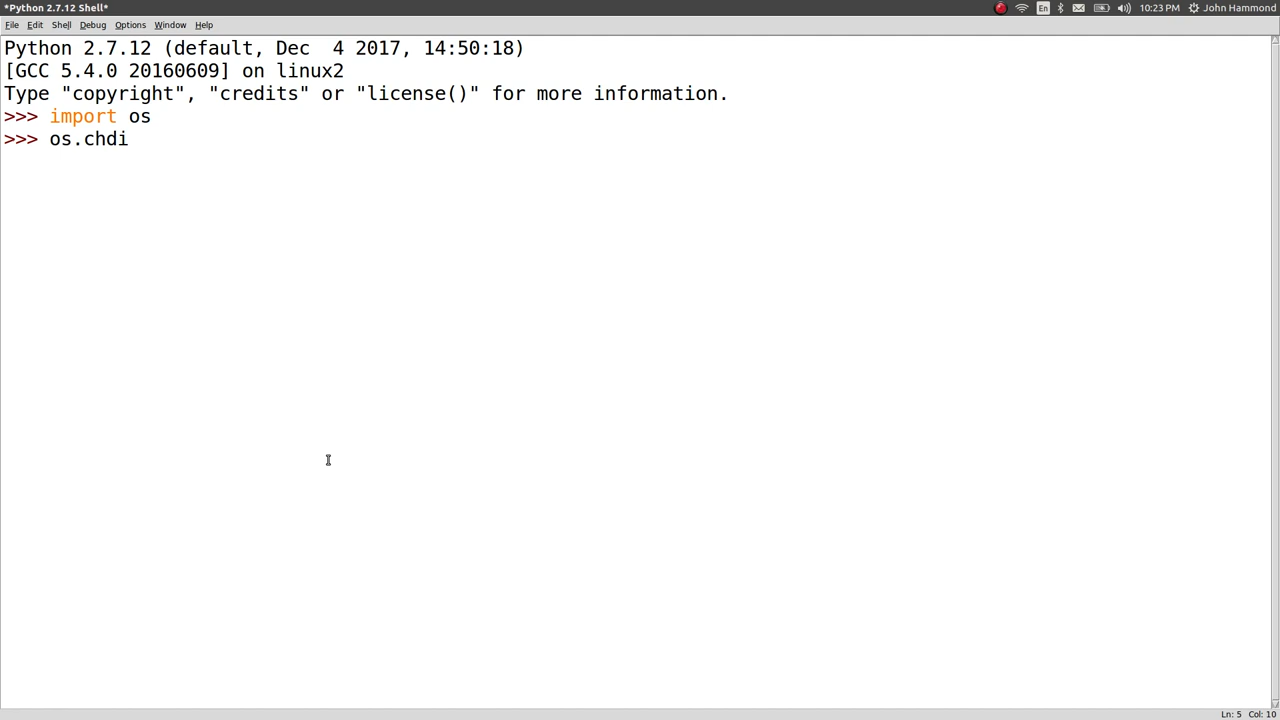 *Python 2.7.12 Shell*
En
10:23 PM
John Hammond
File Edit Shell Debug Options Window Help
Python 2.7.12 (default, Dec  4 2017, 14:50:18)
[GCC 5.4.0 20160609] on linux2
Type "copyright", "credits" or "license()" for more information.
>>> import os
>>> os.chdi
Ln: 5 Col: 10